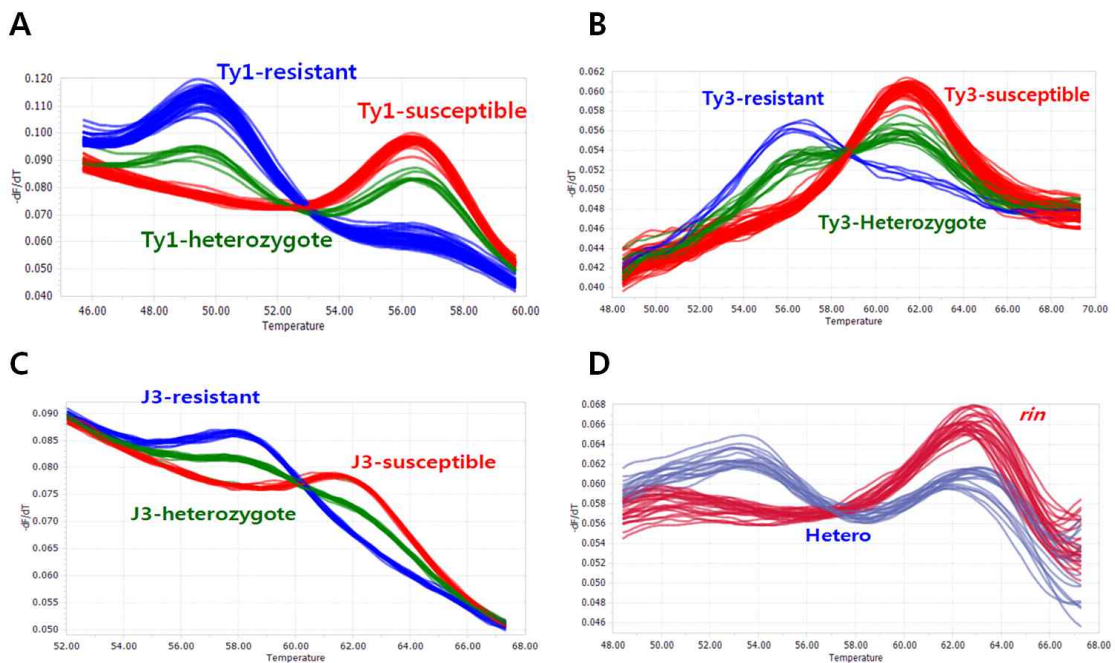 A
Ty1-resistant
Ty1-susceptible
Ty1-heterozygote
-dF/dT
0.120
0.110
0.100
0.090
0.080
0.070
0.060
0.050
0.040
46.00 48.00 50.00 52.00 54.00 56.00 58.00 60.00
Temperature
B
Ty3-resistant
Ty3-susceptible
Ty3-Heterozygote
-dF/dT
0.062
0.060
0.056
0.054
0.050
0.048
0.046
0.044
0.042
0.040
48.00 50.00 52.00 54.00 56.00 58.00 60.00 62.00 64.00 66.00 68.00 70.00
Temperature
C
J3-resistant
J3-susceptible
J3-heterozygote
-dF/dT
0.090
0.085
0.080
0.075
0.070
0.065
0.060
0.055
0.050
52.00 54.00 56.00 58.00 60.00 62.00 64.00 66.00 68.00
Temperature
D
rin
Hetero
-dF/dT
0.068
0.066
0.064
0.062
0.060
0.058
0.056
0.054
0.052
0.050
0.048
0.046
48.00 50.00 52.00 54.00 56.00 58.00 60.00 62.00 64.00 66.00 68.00
Temperature